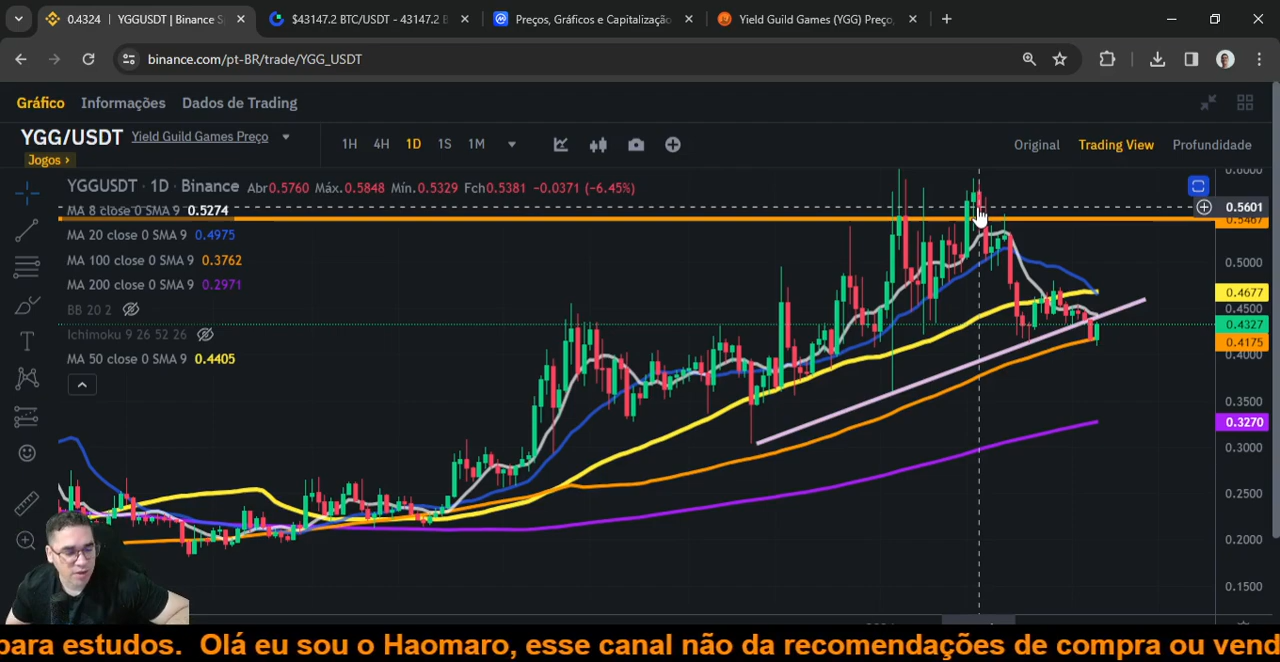 0.4324 | YGGUSDT | Binance S
$43147.2 BTC/USDT - 43147.2 B
Preços, Gráficos e Capitalização
Yield Guild Games (YGG) Preço,
binance.com/pt-BR/trade/YGG_USDT
Gráfico Informações Dados de Trading
YGG/USDT Yield Guild Games Preço
Jogos ›
1H 4H 1D 1S 1M
Original Trading View Profundidade
YGGUSDT · 1D · Binance Abr0.5760 Máx.0.5848 Mín.0.5329 Fch0.5381 -0.0371 (-6.45%)
MA 8 close 0 SMA 9 0.5274
MA 20 close 0 SMA 9 0.4975
MA 100 close 0 SMA 9 0.3762
MA 200 close 0 SMA 9 0.2971
BB 20 2
Ichimoku 9 26 52 26
MA 50 close 0 SMA 9 0.4405
0.6000
0.5601
0.5467
0.5000
0.4677
0.4500
0.4327
0.4175
0.4000
0.3500
0.3270
0.3000
0.2500
0.2000
0.1500
para estudos. Olá eu sou o Haomaro, esse canal não da recomendações de compra ou vend